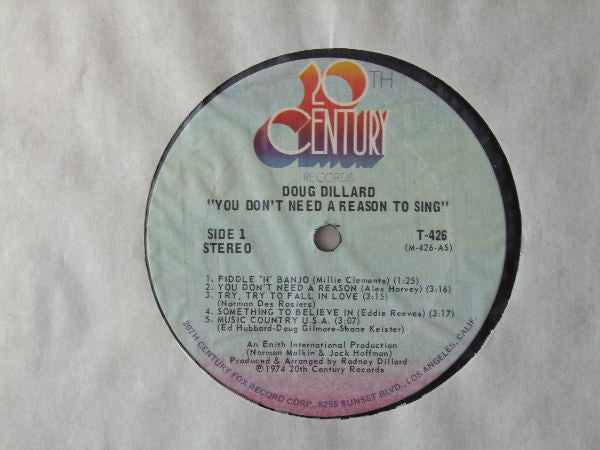 20TH
CENTURY
RECORDS
DOUG DILLARD
"YOU DON'T NEED A REASON TO SING"
SIDE 1
STEREO
T-426
(M-426-AS)
1. FIDDLE 'N' BANJO (Millie Clements) (1:25)
2. YOU DON'T NEED A REASON (Alex Harvey) (3:16)
3. TRY, TRY TO FALL IN LOVE (3:15)
(Norman Des Rosiers)
4. SOMETHING TO BELIEVE IN (Eddie Reeves) (3:17)
5. MUSIC COUNTRY U.S.A. (3:07)
(Ed Hubbard-Doug Gilmore-Shane Keister)
An Enith International Production
(Norman Malkin & Jack Hoffman)
Produced & Arranged by Rodney Dillard
℗1974 20th Century Records
20TH CENTURY FOX RECORD CORP., 8255 SUNSET BLVD., LOS ANGELES, CALIF.